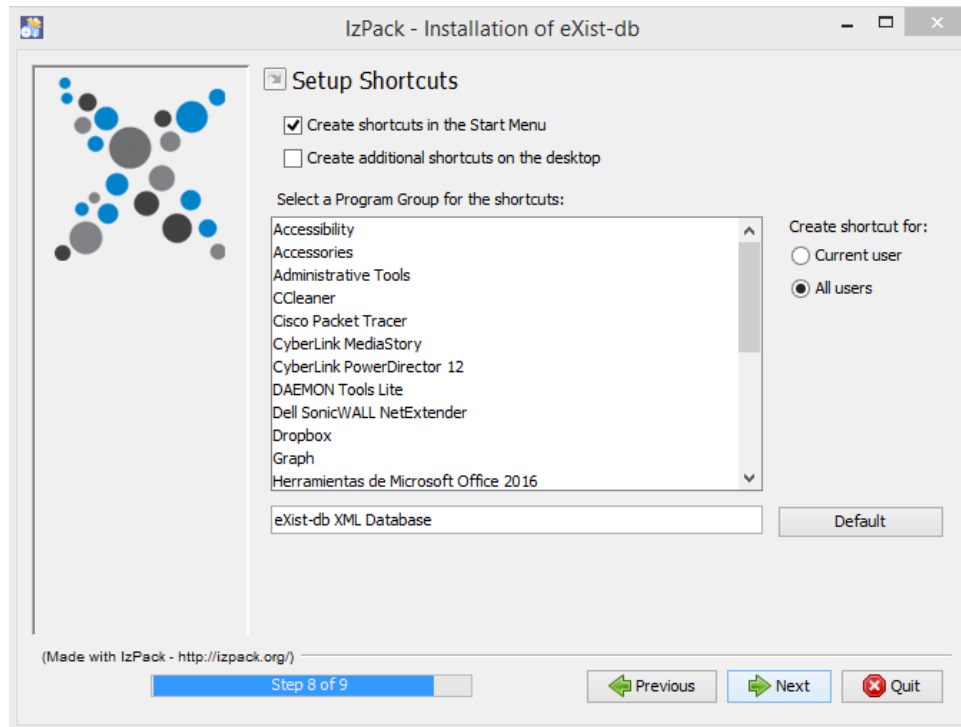 IzPack - Installation of eXist-db
Setup Shortcuts
Create shortcuts in the Start Menu
Create additional shortcuts on the desktop
Select a Program Group for the shortcuts:
Accessibility
Accessories
Administrative Tools
CCleaner
Cisco Packet Tracer
CyberLink MediaStory
CyberLink PowerDirector 12
DAEMON Tools Lite
Dell SonicWALL NetExtender
Dropbox
Graph
Herramientas de Microsoft Office 2016
Create shortcut for:
Current user
All users
eXist-db XML Database
Default
(Made with IzPack - http://izpack.org/)
Step 8 of 9
Previous
Next
Quit